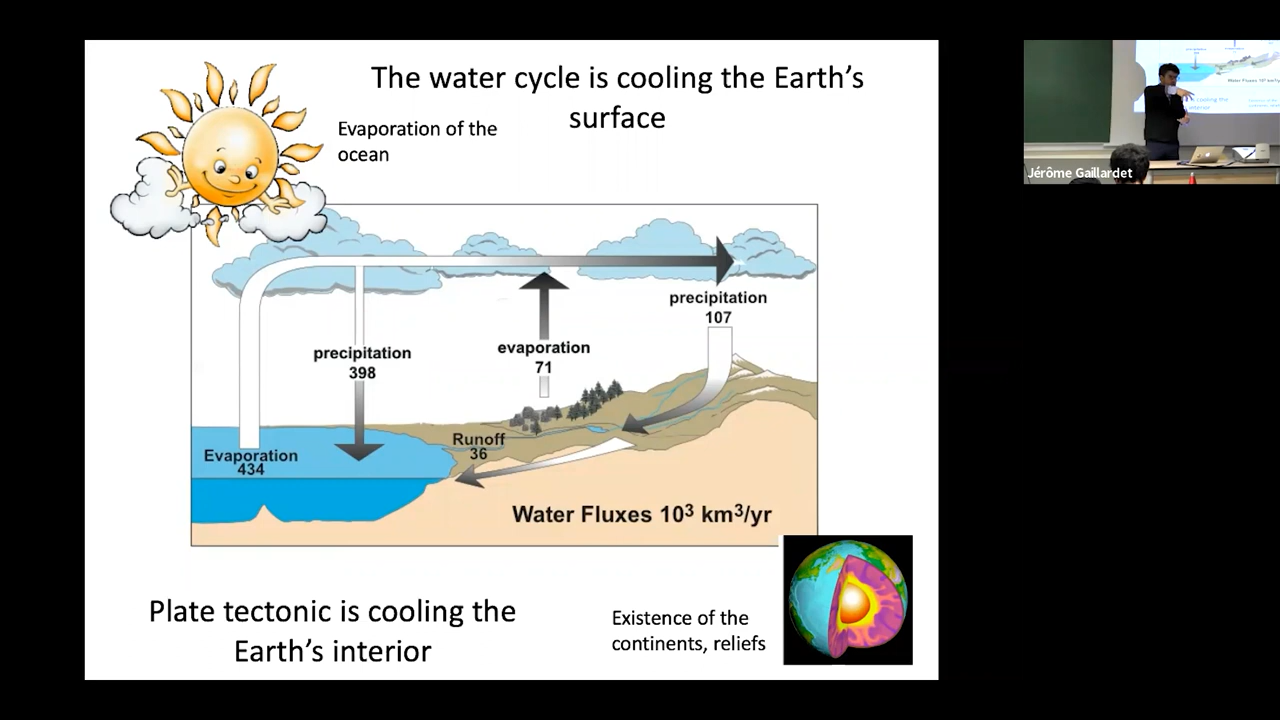 The water cycle is cooling the Earth's
surface
Evaporation of the
ocean
precipitation
107
precipitation
398
evaporation
71
Runoff
36
Evaporation
434
Water Fluxes 10³ km³/yr
Plate tectonic is cooling the
Earth's interior
Existence of the
continents, reliefs
Jérôme Gaillardet